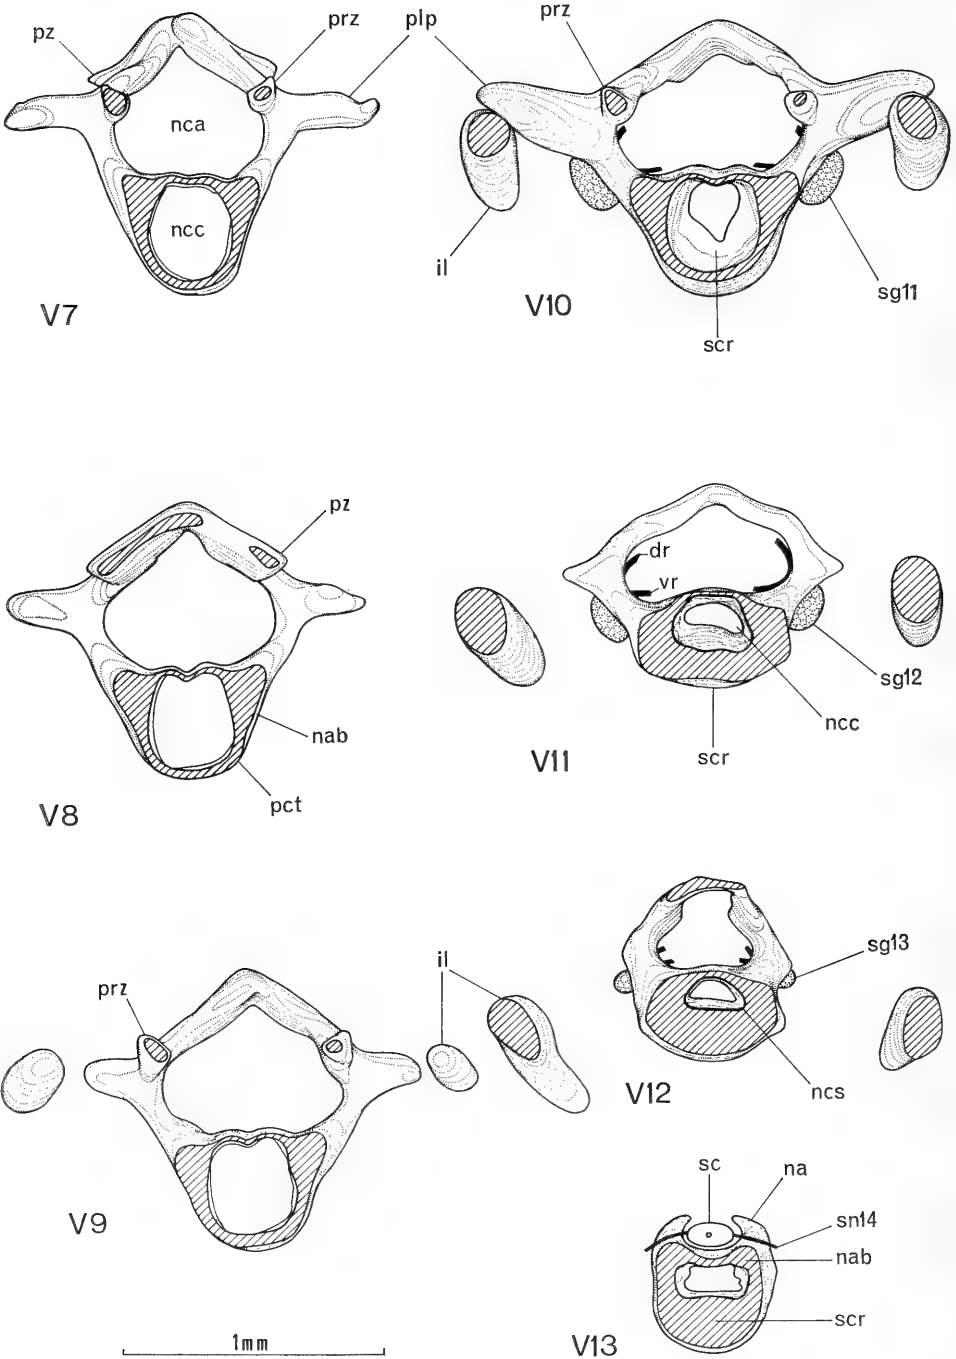 pz
prz
plp
prz
nca
ncc
il
sg11
V7
V10
scr
pz
dr
vr
sg12
nab
ncc
scr
V11
pct
V8
sg13
il
prz
V12
ncs
sc
na
sn14
nab
V9
scr
1mm
V13